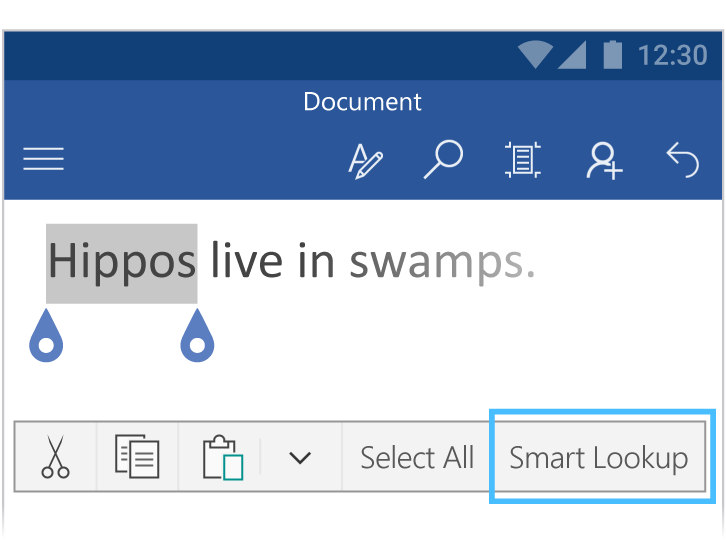 12:30
Document
Hippos live in swamps.
Select All Smart Lookup